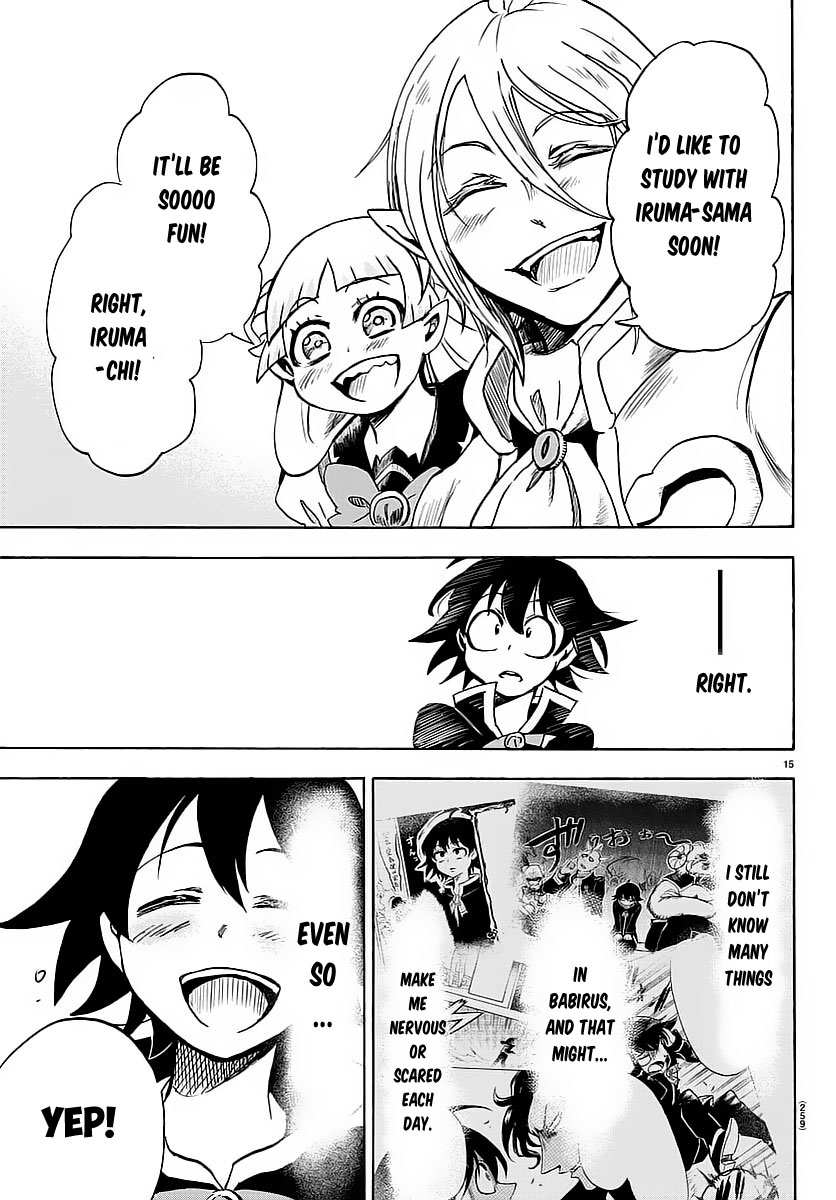 I'D LIKE TO
STUDY WITH
IRUMA-SAMA
SOON!
IT'LL BE
SOOOO
FUN!
RIGHT,
IRUMA
-CHI!
RIGHT.
15
I STILL
DON'T
KNOW
MANY
THINGS
IN
BABIRUS,
AND THAT
MIGHT...
MAKE
ME
NERVOUS
OR
SCARED
EACH
DAY.
EVEN
SO
...
YEP!
(259)